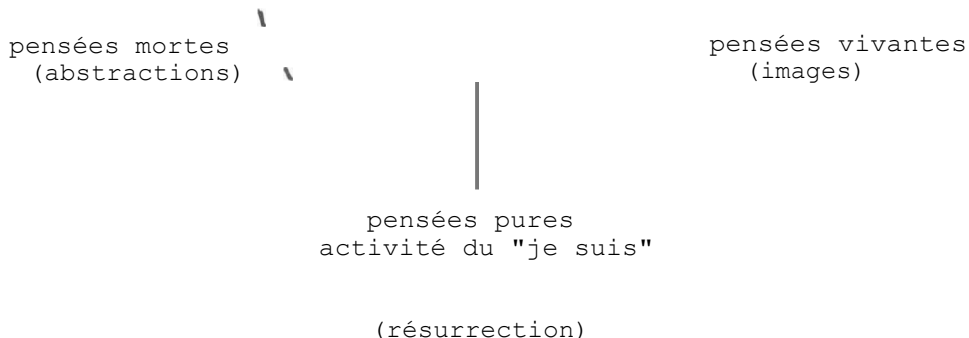 pensées mortes
(abstractions)
pensées vivantes
(images)
pensées pures
activité du "je suis"
(résurrection)